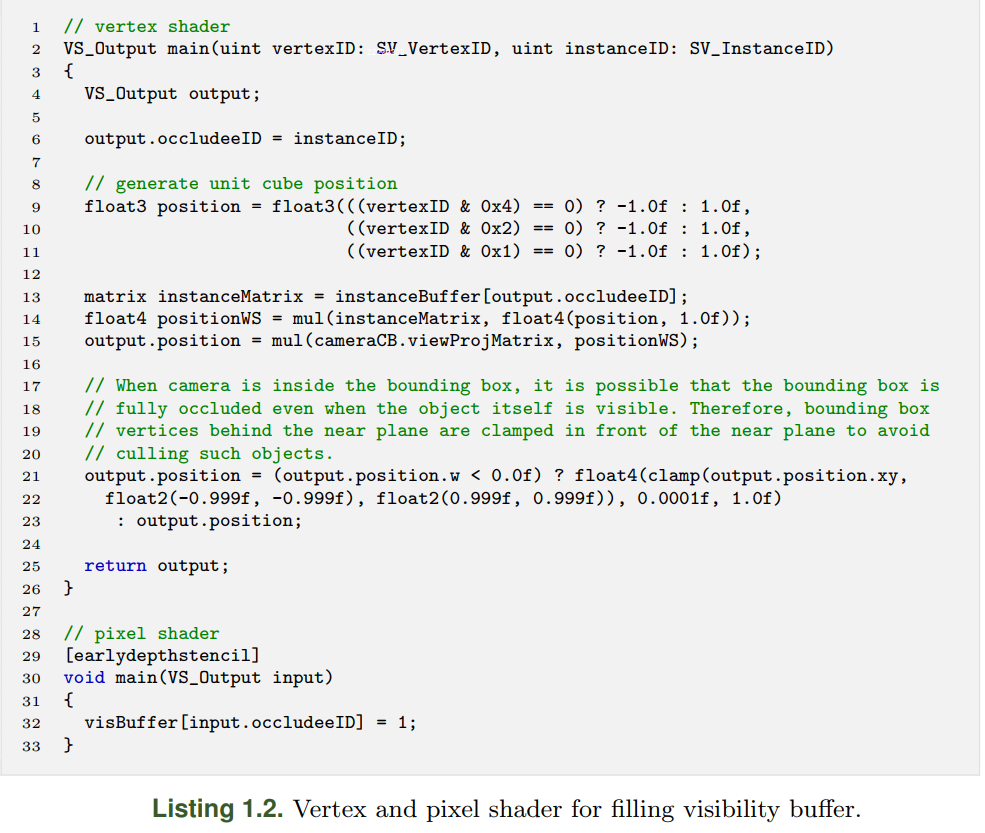 1 // vertex shader
2 VS_Output main(uint vertexID: SV_VertexID, uint instanceID: SV_InstanceID)
3 {
4   VS_Output output;
5
6   output.occludeeID = instanceID;
7
8   // generate unit cube position
9   float3 position = float3(((vertexID & 0x4) == 0) ? -1.0f : 1.0f,
10                           ((vertexID & 0x2) == 0) ? -1.0f : 1.0f,
11                           ((vertexID & 0x1) == 0) ? -1.0f : 1.0f);
12
13   matrix instanceMatrix = instanceBuffer[output.occludeeID];
14   float4 positionWS = mul(instanceMatrix, float4(position, 1.0f));
15   output.position = mul(cameraCB.viewProjMatrix, positionWS);
16
17   // When camera is inside the bounding box, it is possible that the bounding box is
18   // fully occluded even when the object itself is visible. Therefore, bounding box
19   // vertices behind the near plane are clamped in front of the near plane to avoid
20   // culling such objects.
21   output.position = (output.position.w < 0.0f) ? float4(clamp(output.position.xy,
22     float2(-0.999f, -0.999f), float2(0.999f, 0.999f)), 0.0001f, 1.0f)
23      : output.position;
24
25   return output;
26 }
27
28 // pixel shader
29 [earlydepthstencil]
30 void main(VS_Output input)
31 {
32   visBuffer[input.occludeeID] = 1;
33 }
Listing 1.2. Vertex and pixel shader for filling visibility buffer.